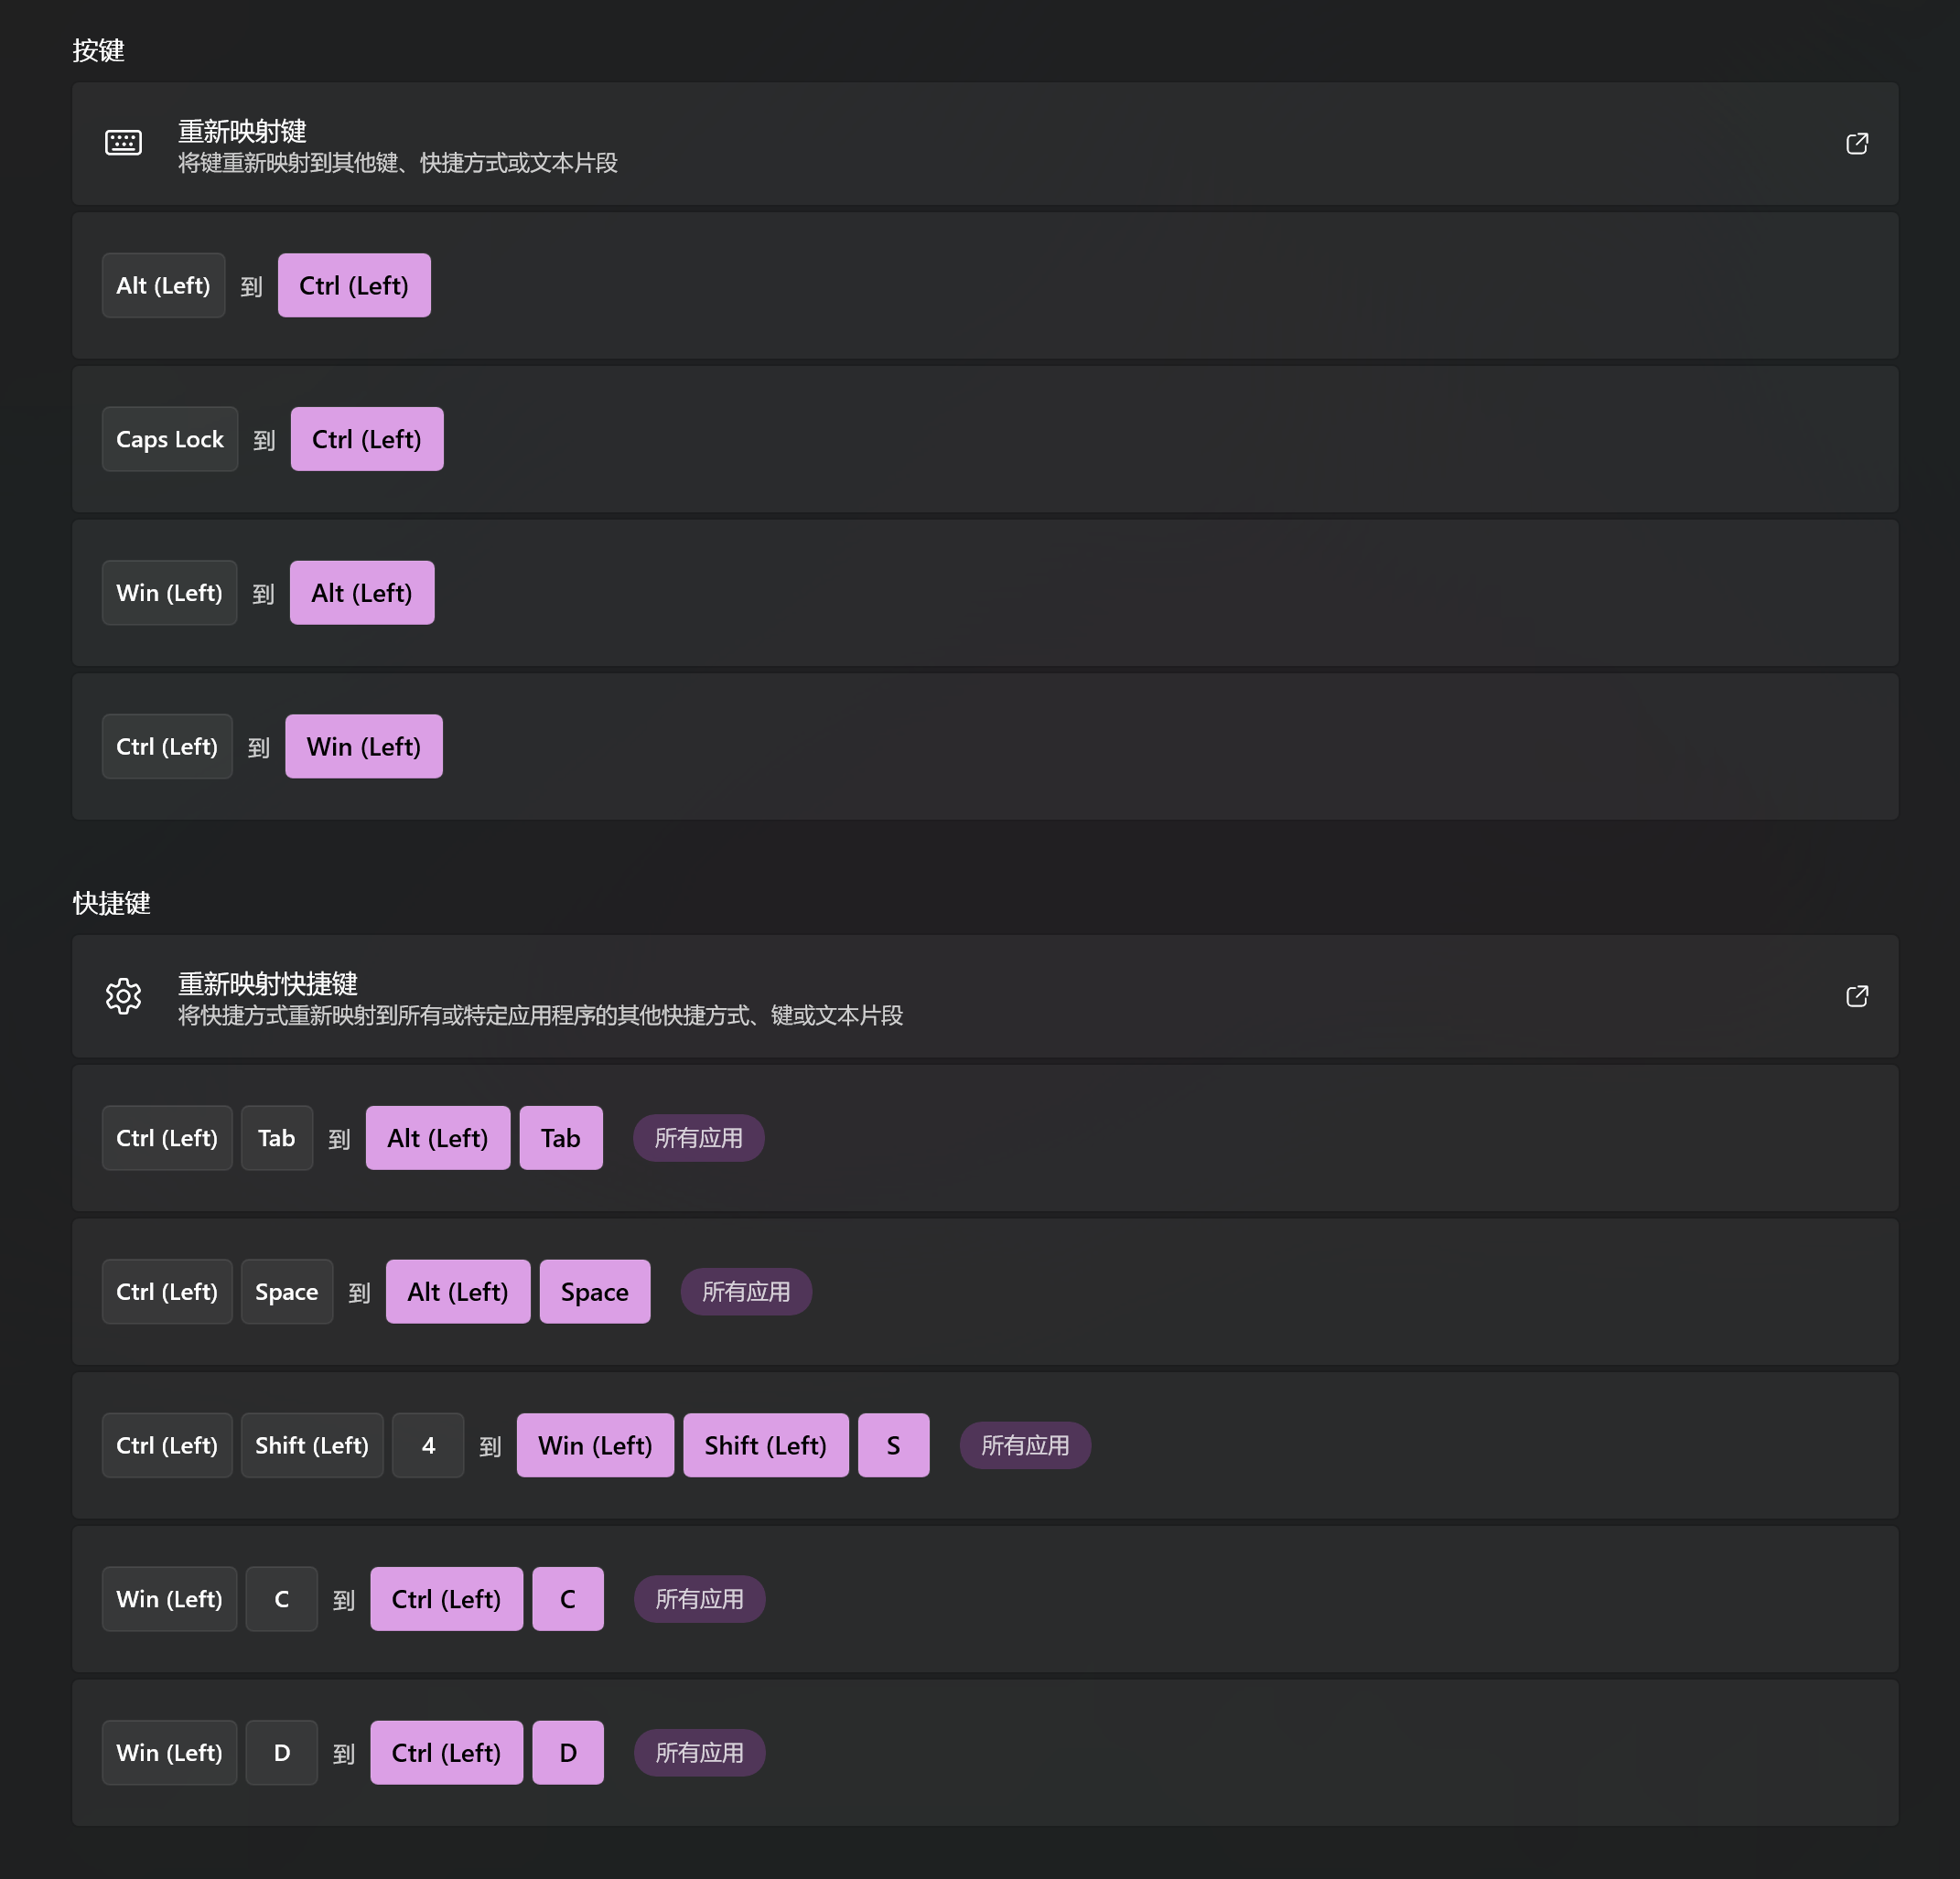 按键
重新映射键
将键重新映射到其他键、快捷方式或文本片段
Alt (Left) 到 Ctrl (Left)
Caps Lock 到 Ctrl (Left)
Win (Left) 到 Alt (Left)
Ctrl (Left) 到 Win (Left)
快捷键
重新映射快捷键
将快捷方式重新映射到所有或特定应用程序的其他快捷方式、键或文本片段
Ctrl (Left) Tab 到 Alt (Left) Tab 所有应用
Ctrl (Left) Space 到 Alt (Left) Space 所有应用
Ctrl (Left) Shift (Left) 4 到 Win (Left) Shift (Left) S 所有应用
Win (Left) C 到 Ctrl (Left) C 所有应用
Win (Left) D 到 Ctrl (Left) D 所有应用